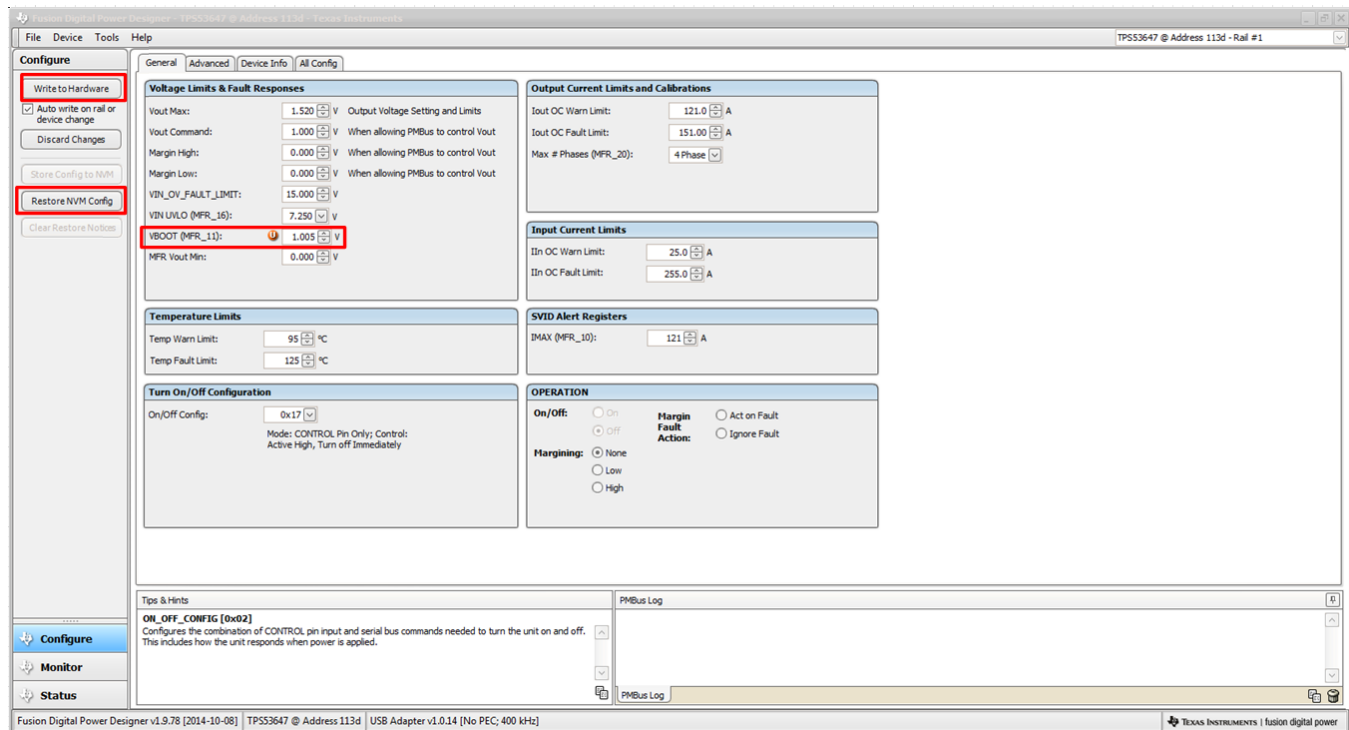 Fusion Digital Power Designer - TPS53647 @ Address 113d - Texas Instruments
File Device Tools Help
TPS53647 @ Address 113d - Rail #1
Configure
Write to Hardware
Auto write on rail or
device change
Discard Changes
Store Config to NVM
Restore NVM Config
Clear Restore Notices
General Advanced Device Info All Config
Voltage Limits & Fault Responses
Vout Max: 1.520 V Output Voltage Setting and Limits
Vout Command: 1.000 V When allowing PMBus to control Vout
Margin High: 0.000 V When allowing PMBus to control Vout
Margin Low: 0.000 V When allowing PMBus to control Vout
VIN_OV_FAULT_LIMIT: 15.000 V
VIN UVLO (MFR_16): 7.250 V
VBOOT (MFR_11): 1.005 V
MFR Vout Min: 0.000 V
Output Current Limits and Calibrations
Iout OC Warn Limit: 121.0 A
Iout OC Fault Limit: 151.00 A
Max # Phases (MFR_20): 4 Phase
Input Current Limits
IIn OC Warn Limit: 25.0 A
IIn OC Fault Limit: 255.0 A
Temperature Limits
Temp Warn Limit: 95 ºC
Temp Fault Limit: 125 ºC
SVID Alert Registers
IMAX (MFR_10): 121 A
Turn On/Off Configuration
On/Off Config: 0x17
Mode: CONTROL Pin Only; Control:
Active High, Turn off Immediately
OPERATION
On/Off: On
Off
Margin
Fault
Action:
Act on Fault
Ignore Fault
Margining: None
Low
High
Tips & Hints
ON_OFF_CONFIG [0x02]
Configures the combination of CONTROL pin input and serial bus commands needed to turn the unit on and off.
This includes how the unit responds when power is applied.
PMBus Log
PMBus Log
Configure
Monitor
Status
Fusion Digital Power Designer v1.9.78 [2014-10-08] TPS53647 @ Address 113d USB Adapter v1.0.14 [No PEC; 400 kHz]
TEXAS INSTRUMENTS | fusion digital power